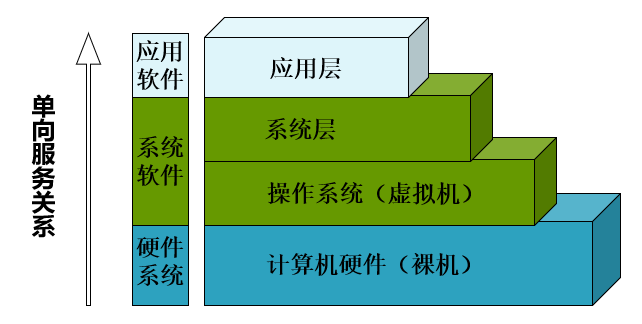 单向服务关系
应用
软件
系统
软件
硬件
系统
应用层
系统层
操作系统（虚拟机）
计算机硬件（裸机）